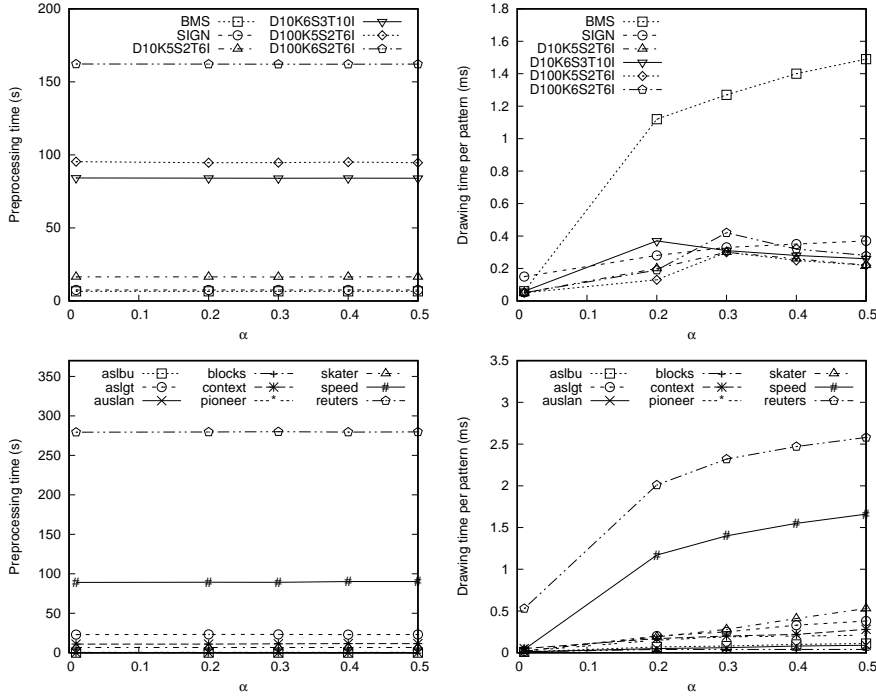 BMS
SIGN
D10K5S2T6I
D10K6S3T10I
D100K5S2T6I
D100K6S2T6I
Preprocessing time (s)
200
150
100
50
0
0 0.1 0.2 0.3 0.4 0.5
α
BMS
SIGN
D10K5S2T6I
D10K6S3T10I
D100K5S2T6I
D100K6S2T6I
Drawing time per pattern (ms)
1.8
1.6
1.4
1.2
1
0.8
0.6
0.4
0.2
0
0 0.1 0.2 0.3 0.4 0.5
α
aslbu blocks skater
aslgt context speed
auslan pioneer reuters
Preprocessing time (s)
350
300
250
200
150
100
50
0
0 0.1 0.2 0.3 0.4 0.5
α
aslbu blocks skater
aslgt context speed
auslan pioneer reuters
Drawing time per pattern (ms)
3.5
3
2.5
2
1.5
1
0.5
0
0 0.1 0.2 0.3 0.4 0.5
α